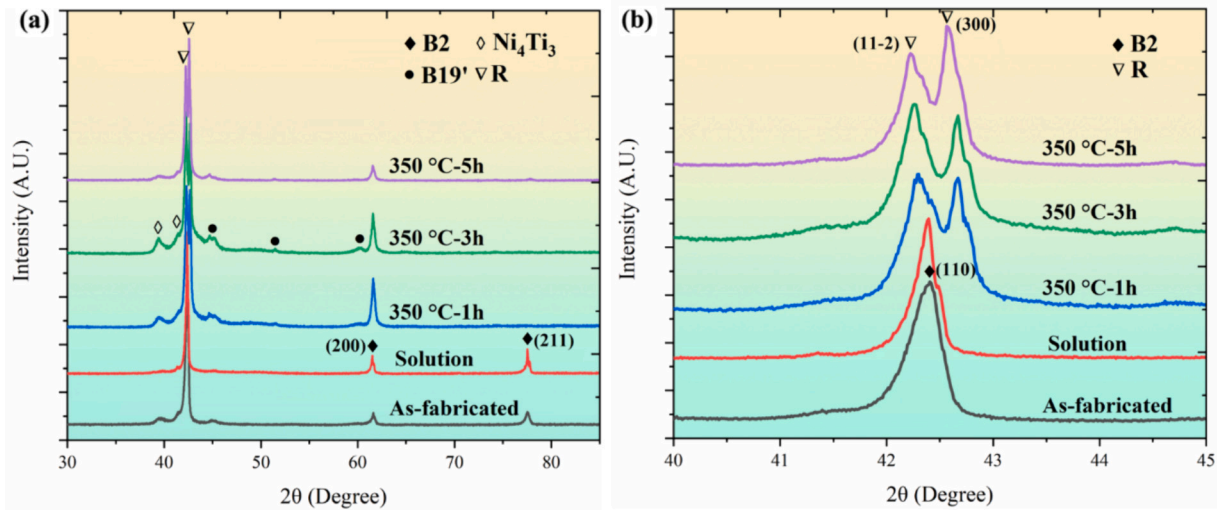 (a)
◆ B2 ◊ Ni₄Ti₃
● B19' ▽ R
350 °C-5h
350 °C-3h
350 °C-1h
(200) ◆
◆ (211)
Solution
As-fabricated
Intensity (A.U.)
30 40 50 60 70 80
2θ (Degree)
(b)
(11-2) ▽
▽ (300)
◆ B2
▽ R
350 °C-5h
350 °C-3h
350 °C-1h
◆ (110)
Solution
As-fabricated
Intensity (A.U.)
40 41 42 43 44 45
2θ (Degree)